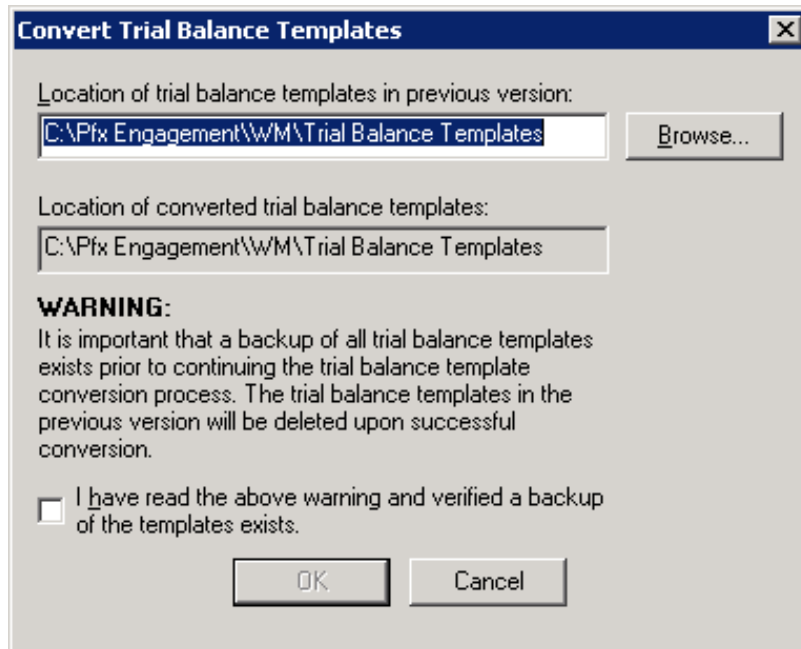 Convert Trial Balance Templates
Location of trial balance templates in previous version:
C:\Pfx Engagement\WM\Trial Balance Templates
Browse...
Location of converted trial balance templates:
C:\Pfx Engagement\WM\Trial Balance Templates
WARNING:
It is important that a backup of all trial balance templates
exists prior to continuing the trial balance template
conversion process. The trial balance templates in the
previous version will be deleted upon successful
conversion.
I have read the above warning and verified a backup
of the templates exists.
OK
Cancel